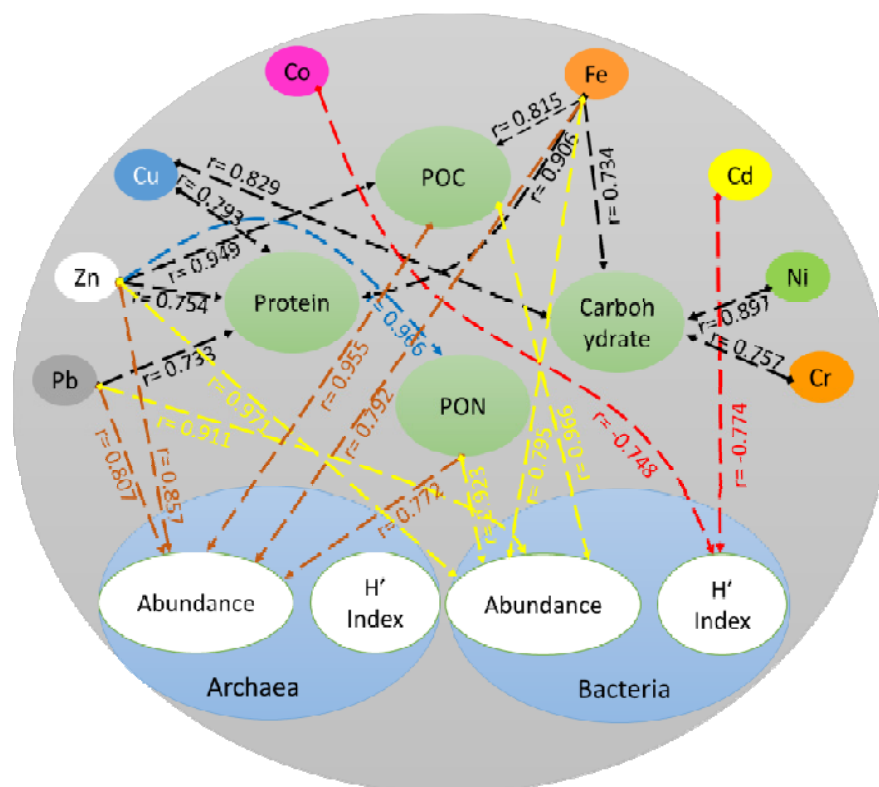 Co
Fe
r= 0.815
r= 0.906
r= 0.734
Cu
r= 0.829
r= 0.793
POC
Cd
Zn
r= 0.949
r= 0.754
Protein
r= 0.966
Carboh
ydrate
Ni
r= 0.897
r= 0.757
Pb
r= 0.733
r= 0.955
r= 0.792
PON
Cr
r= 0.971
r= 0.911
r= 0.807
r= 0.857
r= 0.772
r= 0.923
r= 0.795
r= 0.966
r= -0.748
r= -0.774
Abundance
H′
Index
Abundance
H′
Index
Archaea
Bacteria